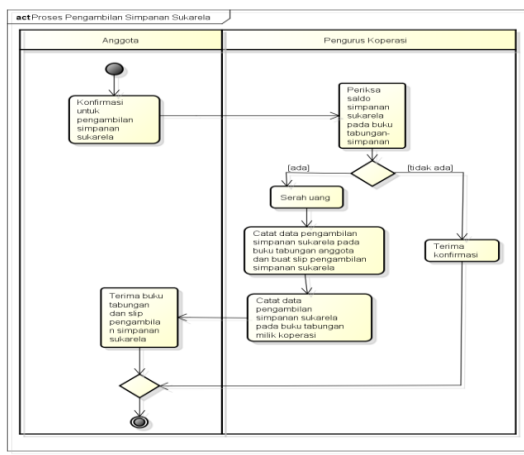 act Proses Pengambilan Simpanan Sukarela
Anggota
Pengurus Koperasi
Konfirmasi
untuk
pengambilan
simpanan
sukarela
Periksa
saldo
simpanan
sukarela
pada buku
tabungan-
simpanan
[ada]
[tidak ada]
Serah uang
Catat data pengambilan
simpanan sukarela pada
buku tabungan anggota
dan buat slip pengambilan
simpanan sukarela
Terima
konfirmasi
Terima buku
tabungan
dan slip
pengambila
n simpanan
sukarela
Catat data
pengambilan
simpanan sukarela
pada buku tabungan
milik koperasi